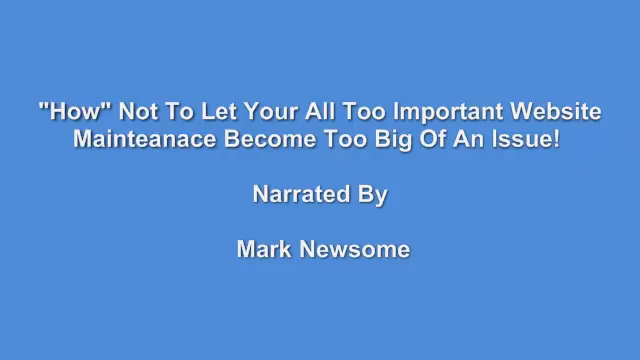 "How" Not To Let Your All Too Important Website
Mainteanace Become Too Big Of An Issue!
Narrated By
Mark Newsome